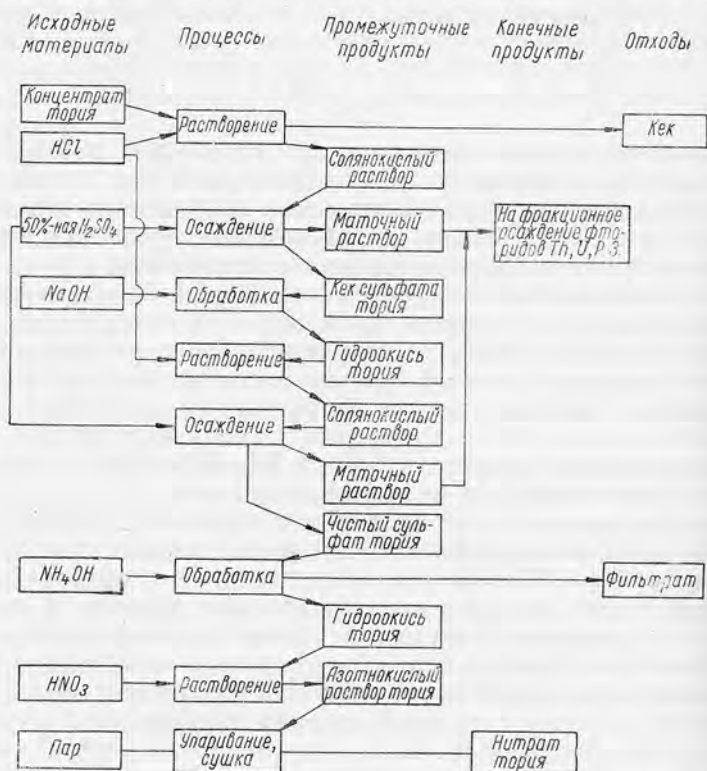 Исходные материалы
Процессы
Промежуточные продукты
Конечные продукты
Отходы
Концентрат тория
HCl
Растворение
Кек
Солянокислый раствор
50%-ная H₂SO₄
Осаждение
Маточный раствор
На фракционное осаждение фторидов Th, U, Р.З.
NaOH
Обработка
Кек сульфата тория
Растворение
Гидроокись тория
Осаждение
Солянокислый раствор
Маточный раствор
Чистый суль-
фат тория
NH₄OH
Обработка
Фильтрат
Гидроокись тория
HNO₃
Растворение
Азотнокислый раствор тория
Пар
Упаривание, сушка
Нитрат тория